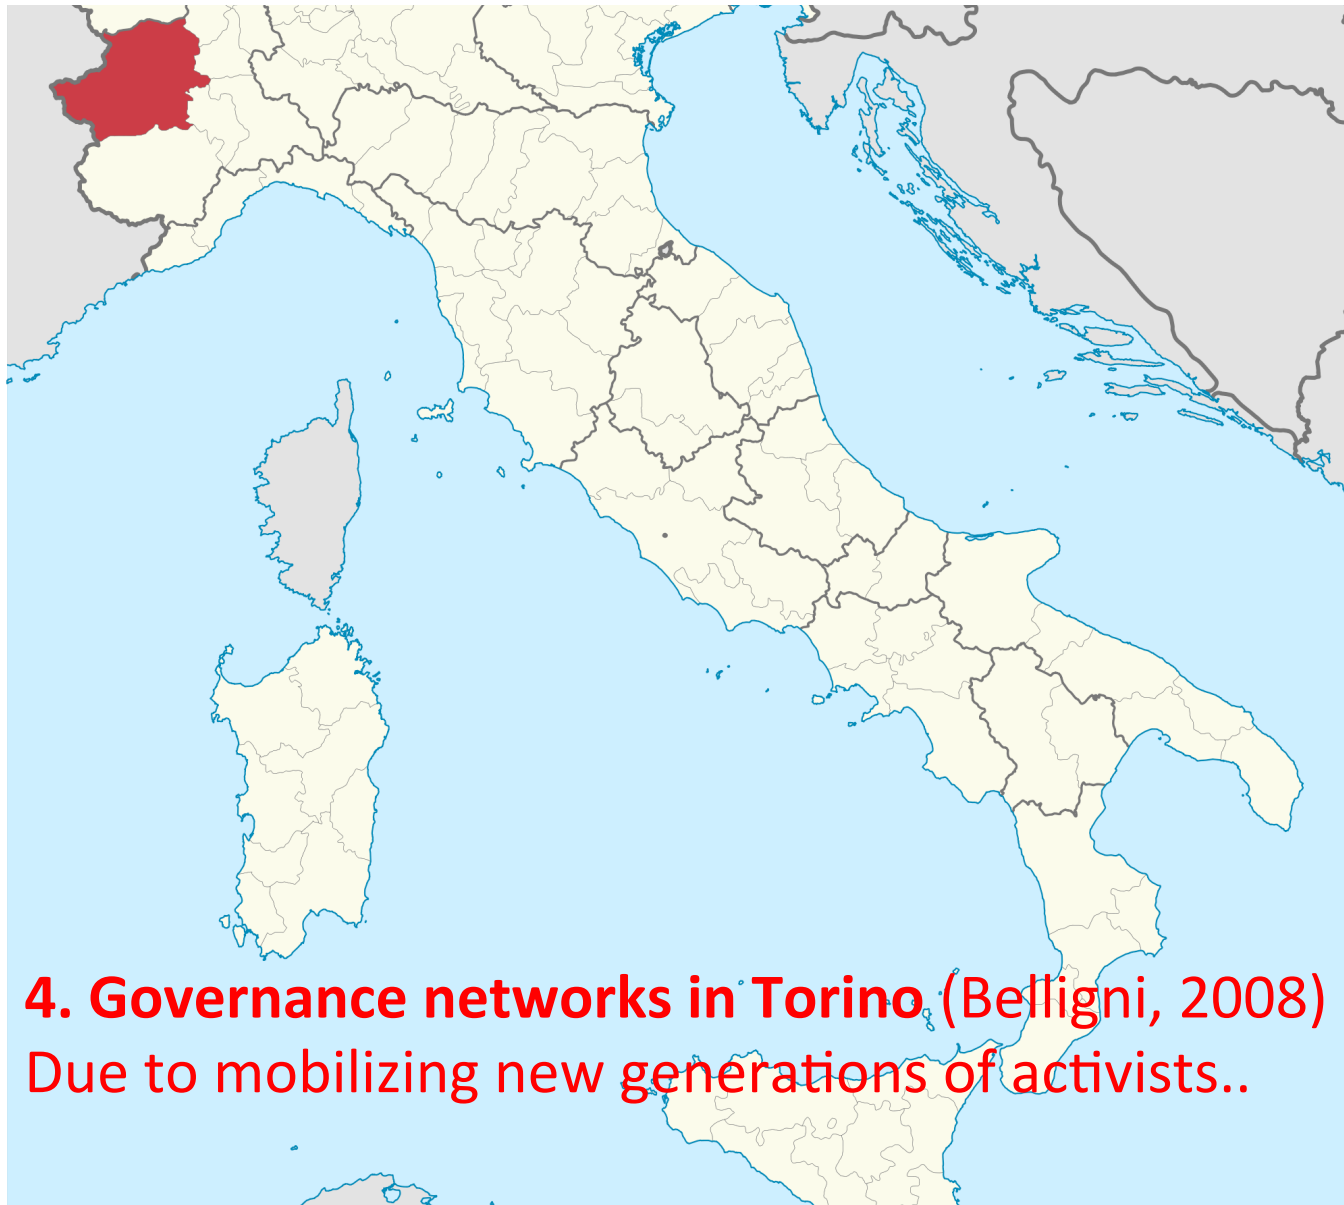 4. Governance networks in Torino (Belligni, 2008)
Due to mobilizing new generations of activists..